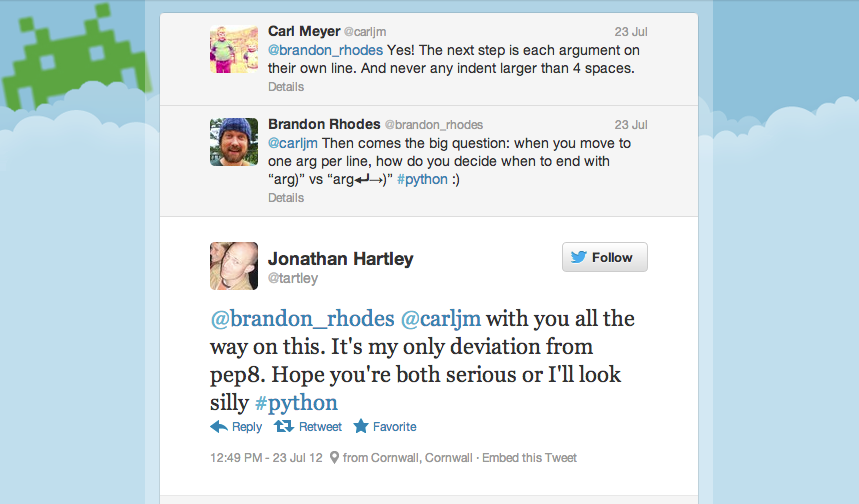 Carl Meyer @carljm 23 Jul
@brandon_rhodes Yes! The next step is each argument on
their own line. And never any indent larger than 4 spaces.
Details
Brandon Rhodes @brandon_rhodes 23 Jul
@carljm Then comes the big question: when you move to
one arg per line, how do you decide when to end with
“arg)” vs “arg↵→)” #python :)
Details
Jonathan Hartley Follow
@tartley
@brandon_rhodes @carljm with you all the
way on this. It's my only deviation from
pep8. Hope you're both serious or I'll look
silly #python
Reply Retweet Favorite
12:49 PM - 23 Jul 12 from Cornwall, Cornwall · Embed this Tweet